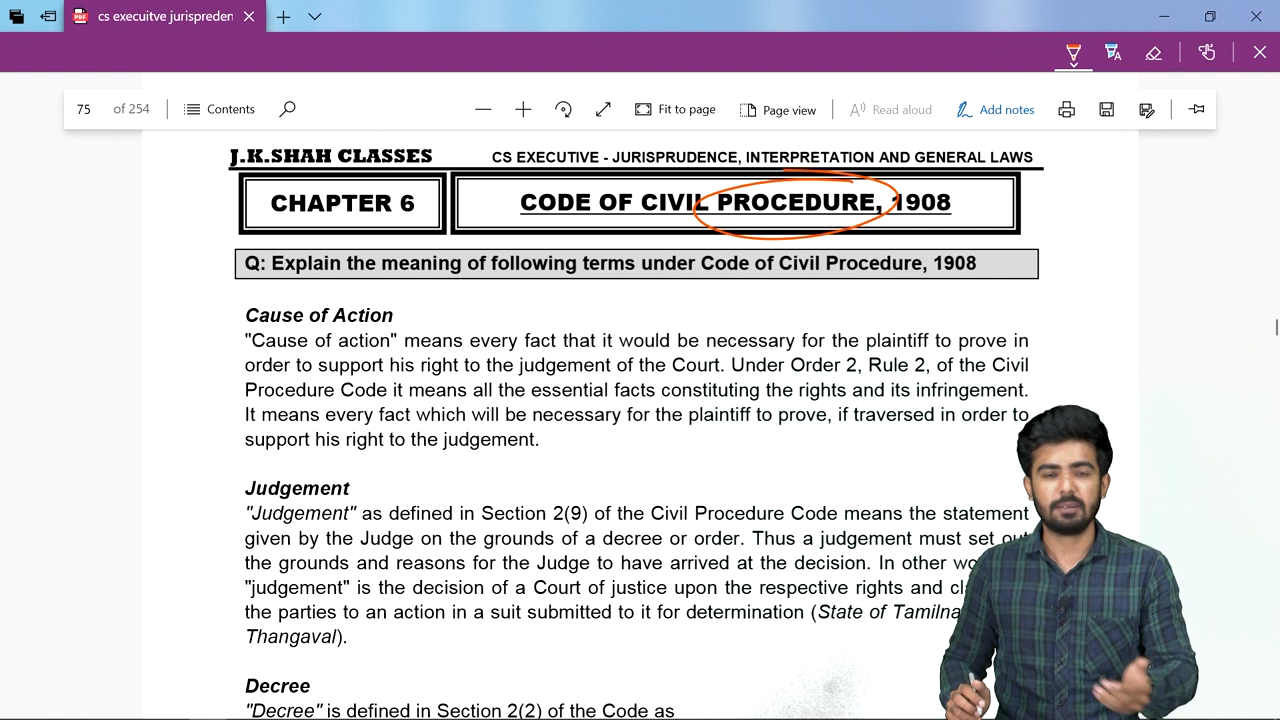 cs execuitve jurispreden
75 of 254 Contents Fit to page Page view Read aloud Add notes
J.K.SHAH CLASSES CS EXECUTIVE - JURISPRUDENCE, INTERPRETATION AND GENERAL LAWS
CHAPTER 6 CODE OF CIVIL PROCEDURE, 1908
Q: Explain the meaning of following terms under Code of Civil Procedure, 1908
Cause of Action
"Cause of action" means every fact that it would be necessary for the plaintiff to prove in
order to support his right to the judgement of the Court. Under Order 2, Rule 2, of the Civil
Procedure Code it means all the essential facts constituting the rights and its infringement.
It means every fact which will be necessary for the plaintiff to prove, if traversed in order to
support his right to the judgement.
Judgement
"Judgement" as defined in Section 2(9) of the Civil Procedure Code means the statement
given by the Judge on the grounds of a decree or order. Thus a judgement must set out
the grounds and reasons for the Judge to have arrived at the decision. In other
"judgement" is the decision of a Court of justice upon the respective rights and
the parties to an action in a suit submitted to it for determination (State of
Thangaval).
Decree
"Decree" is defined in Section 2(2) of the Code as